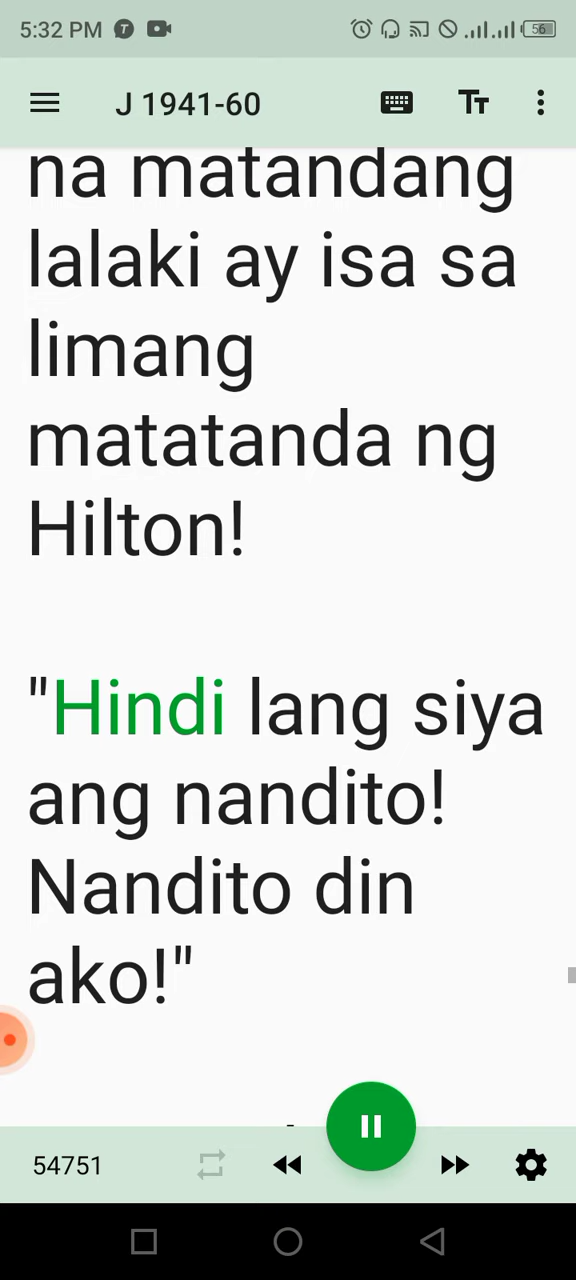 5:32 PM
56
J 1941-60
na matandang
lalaki ay isa sa
limang
matatanda ng
Hilton!
"Hindi lang siya
ang nandito!
Nandito din
ako!"
54751